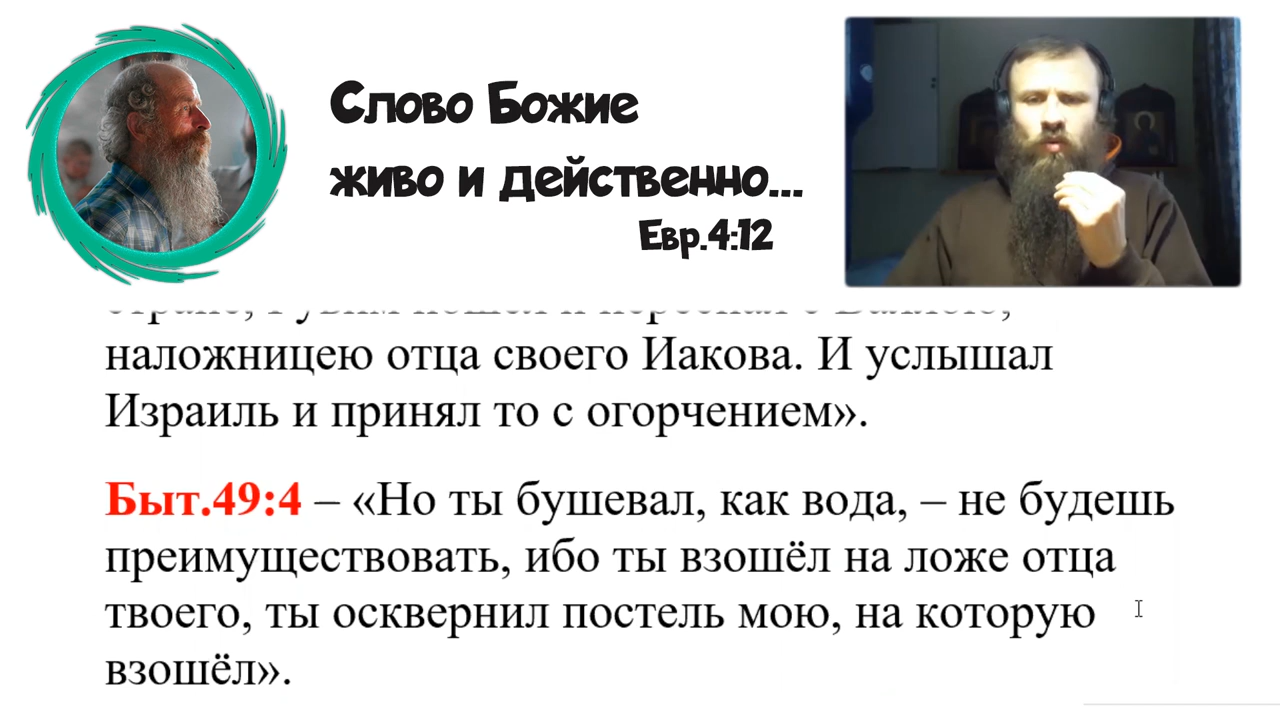 Слово Божие
живо и действенно...
Евр.4:12
наложницею отца своего Иакова. И услышал
Израиль и принял то с огорчением».
Быт.49:4 – «Но ты бушевал, как вода, – не будешь
преимуществовать, ибо ты взошёл на ложе отца
твоего, ты осквернил постель мою, на которую
взошёл».